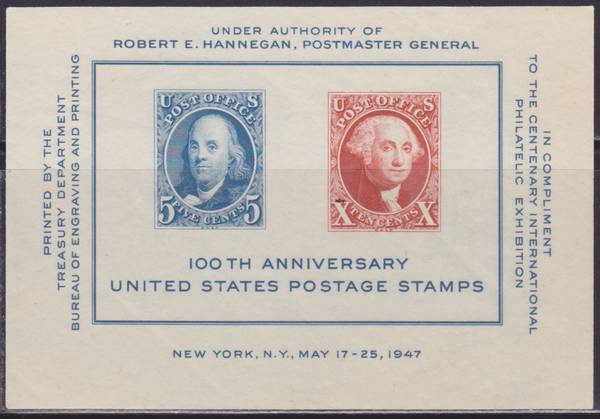 UNDER AUTHORITY OF
ROBERT E. HANNEGAN, POSTMASTER GENERAL
PRINTED BY THE
TREASURY DEPARTMENT
BUREAU OF ENGRAVING AND PRINTING
U S
POST OFFICE
5 FIVE CENTS 5
U S
POST OFFICE
X TEN CENTS X
100TH ANNIVERSARY
UNITED STATES POSTAGE STAMPS
IN COMPLIMENT
TO THE CENTENARY INTERNATIONAL
PHILATELIC EXHIBITION
NEW YORK, N.Y., MAY 17-25, 1947